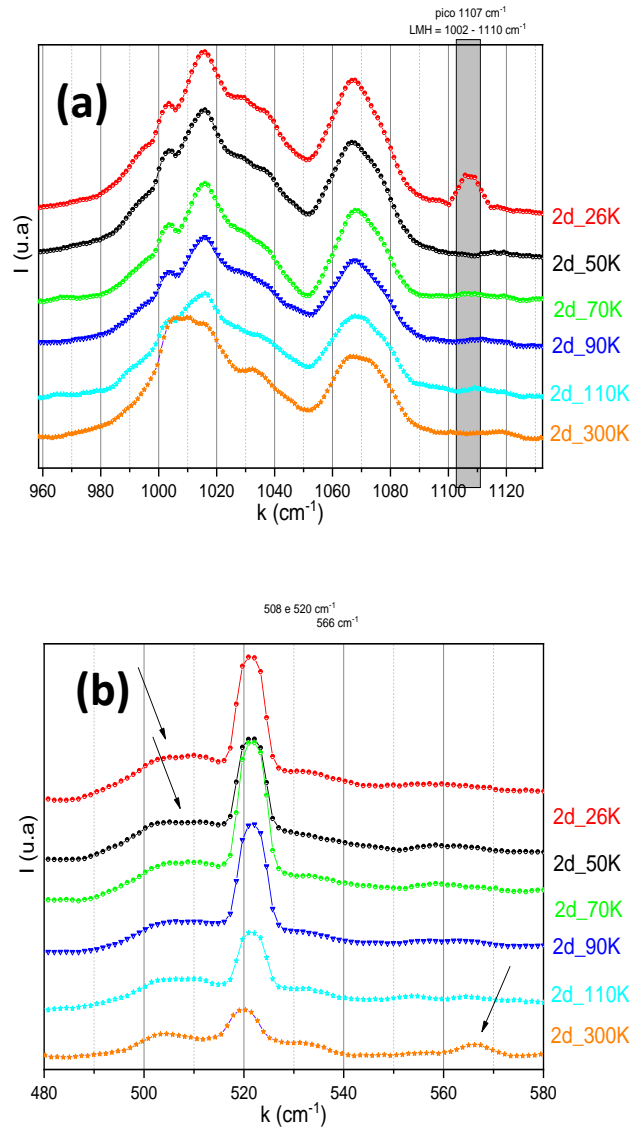 pico 1107 cm⁻¹
LMH = 1002 - 1110 cm⁻¹
(a)
I (u.a)
2d_26K
2d_50K
2d_70K
2d_90K
2d_110K
2d_300K
960 980 1000 1020 1040 1060 1080 1100 1120
k (cm⁻¹)
508 e 520 cm⁻¹
566 cm⁻¹
(b)
I (u.a)
2d_26K
2d_50K
2d_70K
2d_90K
2d_110K
2d_300K
480 500 520 540 560 580
k (cm⁻¹)